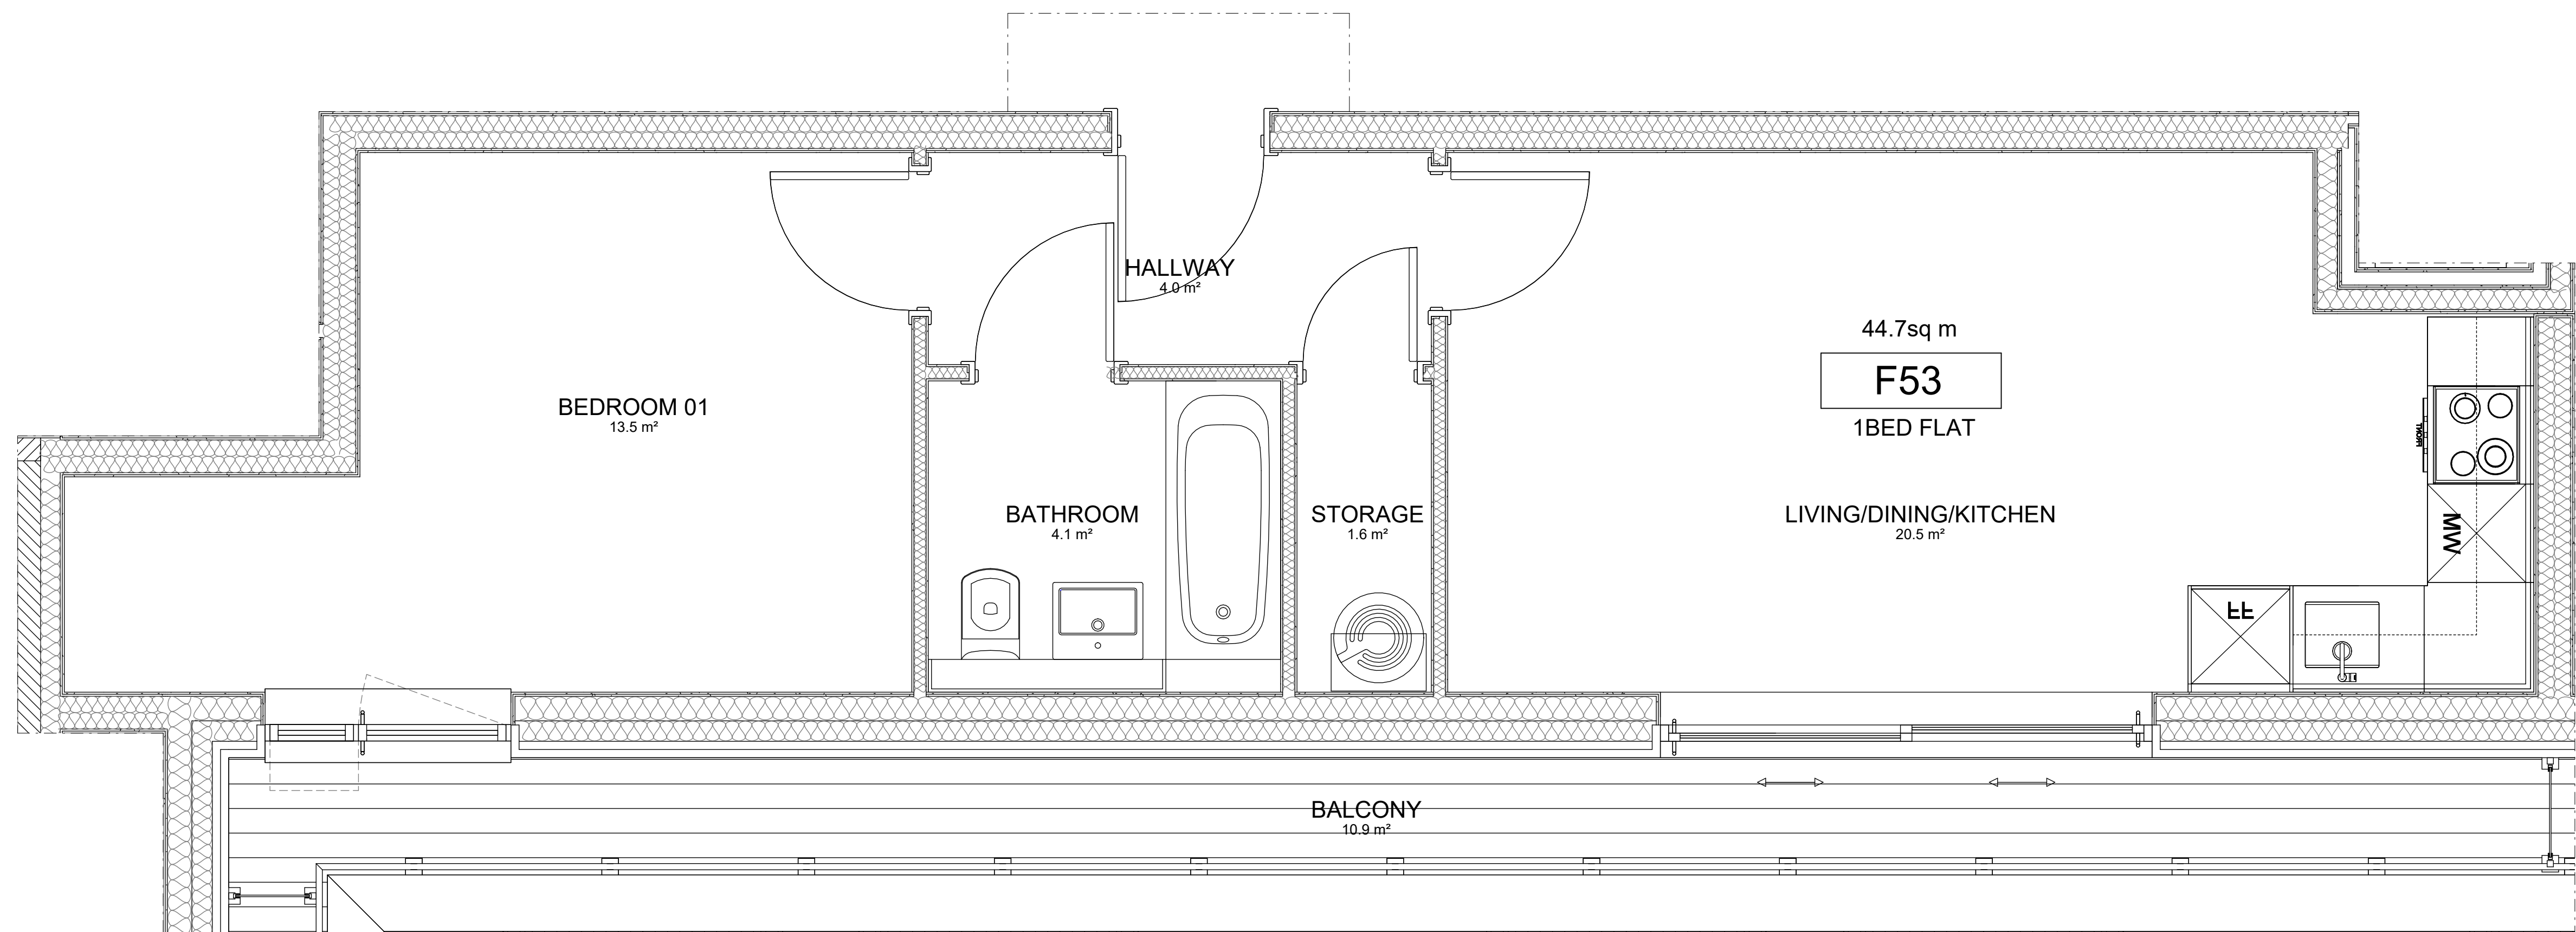 HALLWAY
4.0 m²
44.7sq m
F53
1BED FLAT
BEDROOM 01
13.5 m²
BATHROOM
4.1 m²
STORAGE
1.6 m²
LIVING/DINING/KITCHEN
20.5 m²
MW
FF
BALCONY
10.9 m²